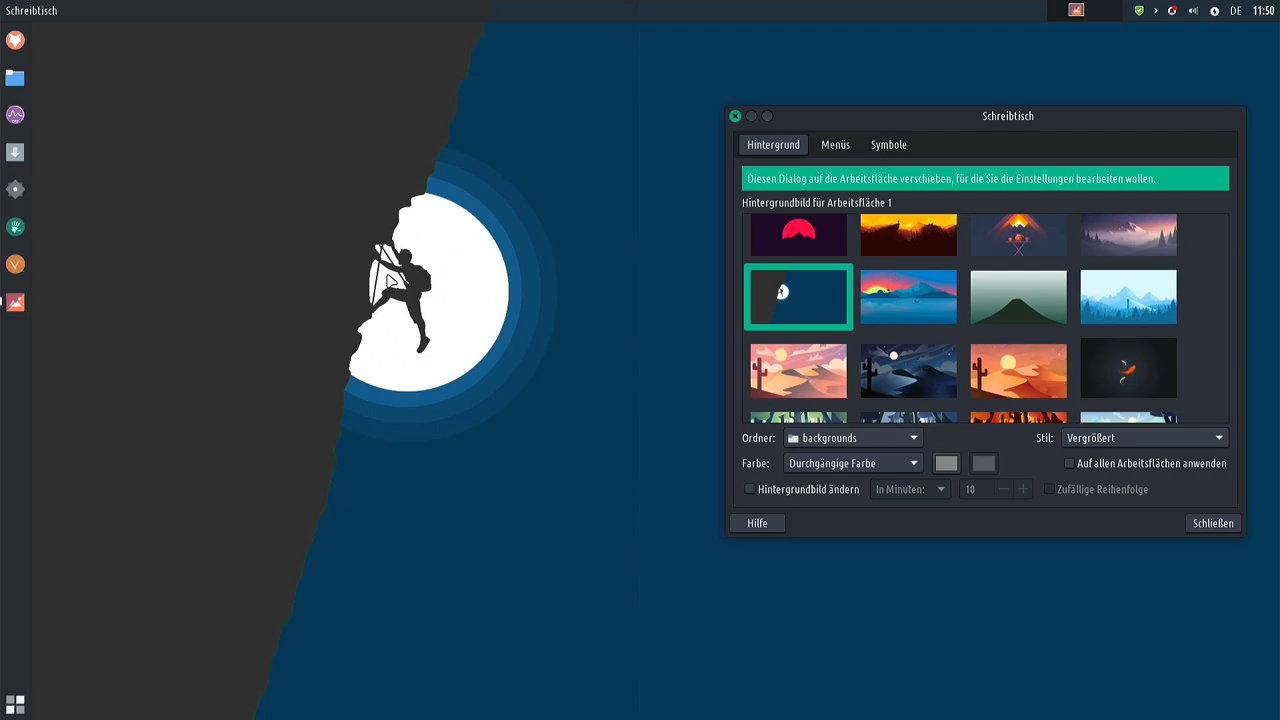 Schreibtisch
DE 11:50
Schreibtisch
Hintergrund Menüs Symbole
Diesen Dialog auf die Arbeitsfläche verschieben, für die Sie die Einstellungen bearbeiten wollen.
Hintergrundbild für Arbeitsfläche 1
Ordner: backgrounds Stil: Vergrößert
Farbe: Durchgängige Farbe Auf allen Arbeitsflächen anwenden
Hintergrundbild ändern In Minuten: 10 Zufällige Reihenfolge
Hilfe Schließen